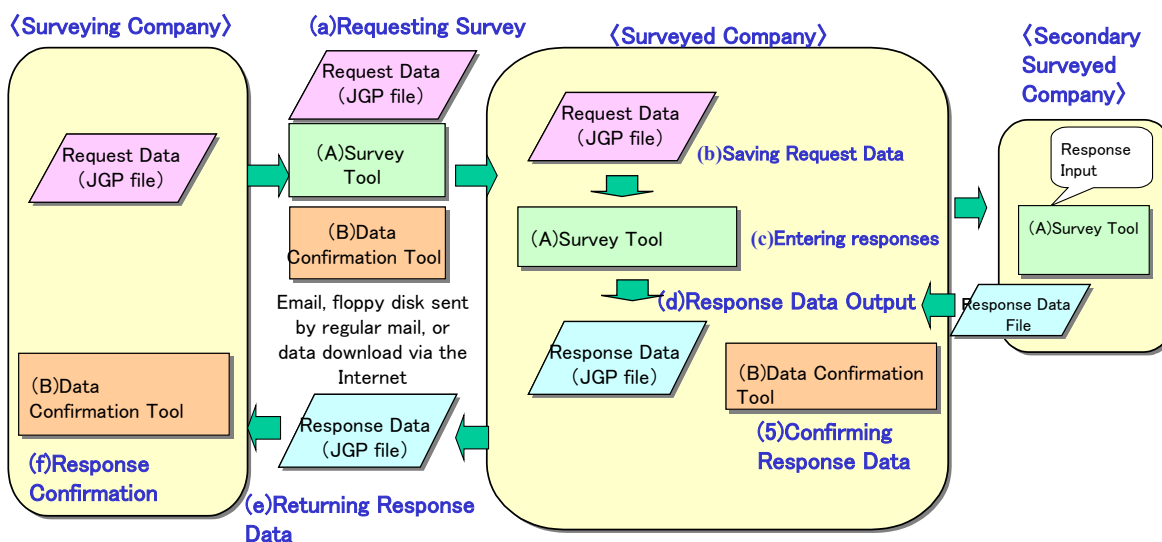 〈Surveying Company〉
Request Data
(JGP file)
(B)Data
Confirmation Tool
(f)Response
Confirmation
(a)Requesting Survey
Request Data
(JGP file)
(A)Survey
Tool
(B)Data
Confirmation Tool
Email, floppy disk sent
by regular mail, or
data download via the
Internet
Response Data
(JGP file)
(e)Returning Response
Data
〈Surveyed Company〉
Request Data
(JGP file)
(b)Saving Request Data
(A)Survey Tool
(c)Entering responses
(d)Response Data Output
Response Data
(JGP file)
(B)Data Confirmation
Tool
(5)Confirming
Response Data
〈Secondary
Surveyed
Company〉
Response
Input
(A)Survey Tool
Response Data
File